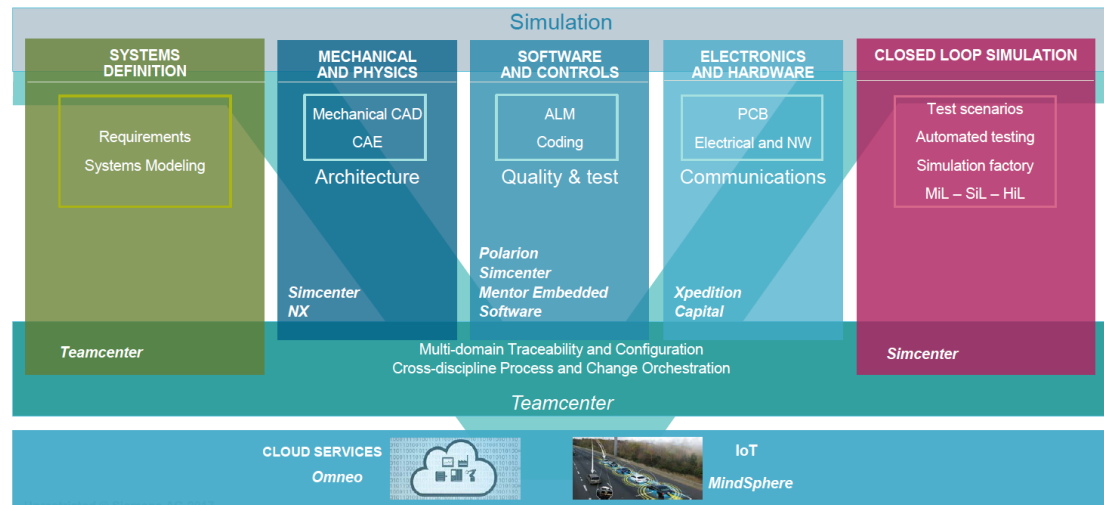 Simulation
SYSTEMS
DEFINITION
Requirements
Systems Modeling
Teamcenter
MECHANICAL
AND PHYSICS
Mechanical CAD
CAE
Architecture
Simcenter
NX
SOFTWARE
AND CONTROLS
ALM
Coding
Quality & test
Polarion
Simcenter
Mentor Embedded
Software
ELECTRONICS
AND HARDWARE
PCB
Electrical and NW
Communications
Xpedition
Capital
CLOSED LOOP SIMULATION
Test scenarios
Automated testing
Simulation factory
MiL – SiL – HiL
Simcenter
Multi-domain Traceability and Configuration
Cross-discipline Process and Change Orchestration
Teamcenter
CLOUD SERVICES
Omneo
IoT
MindSphere